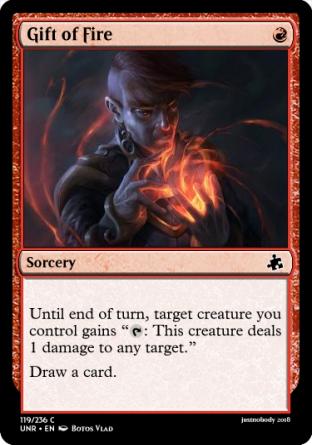 Gift of Fire
Sorcery
Until end of turn, target creature you
control gains “: This creature deals
1 damage to any target.”
Draw a card.
119/236 C
justnobody 2018
UNR • EN Botos Vlad